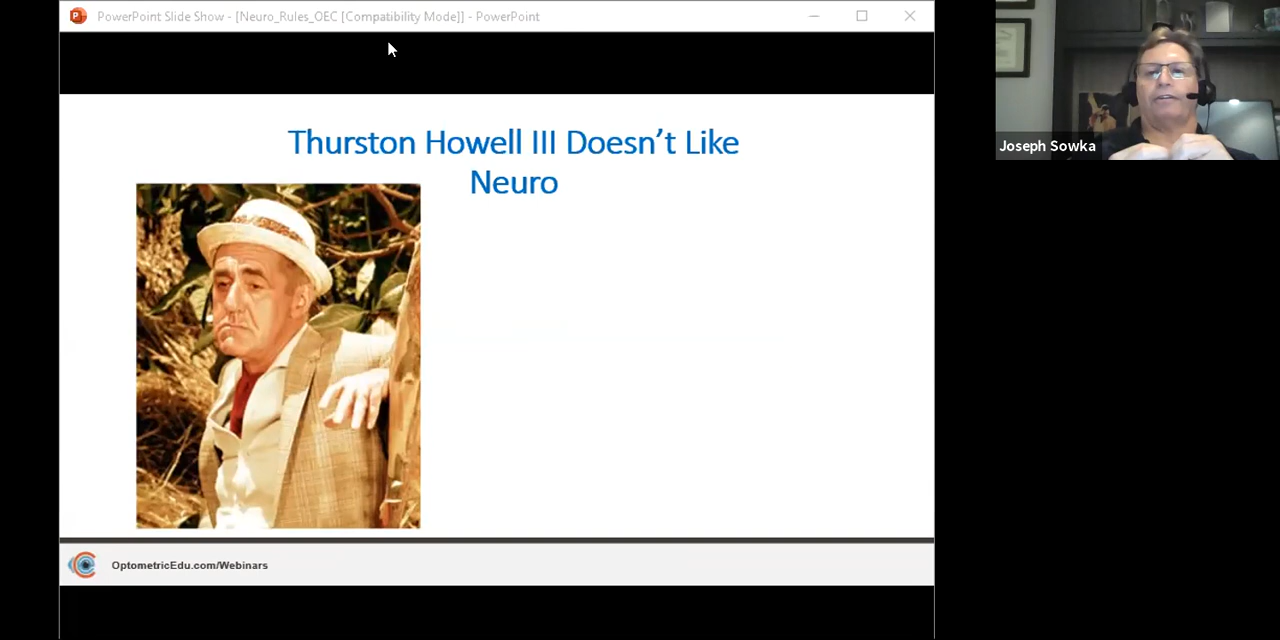 PowerPoint Slide Show - [Neuro_Rules_OEC [Compatibility Mode]] - PowerPoint
Thurston Howell III Doesn’t Like
Neuro
Joseph Sowka
OptometricEdu.com/Webinars